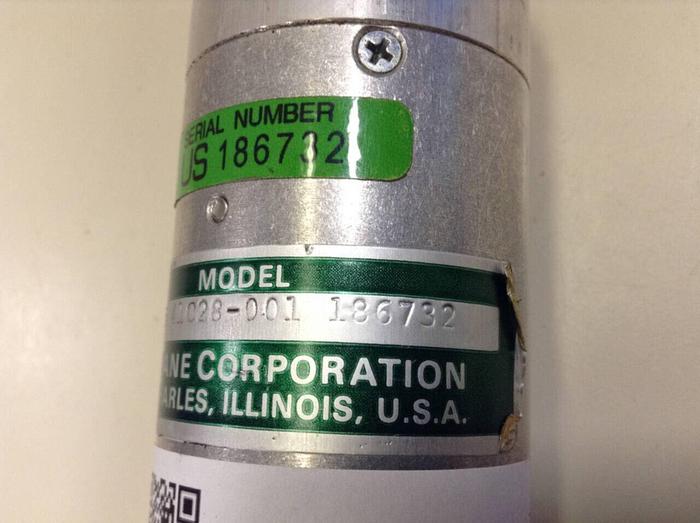 SERIAL NUMBER
US 186732
MODEL
1028-001 186732
ANE CORPORATION
ARLES, ILLINOIS, U.S.A.